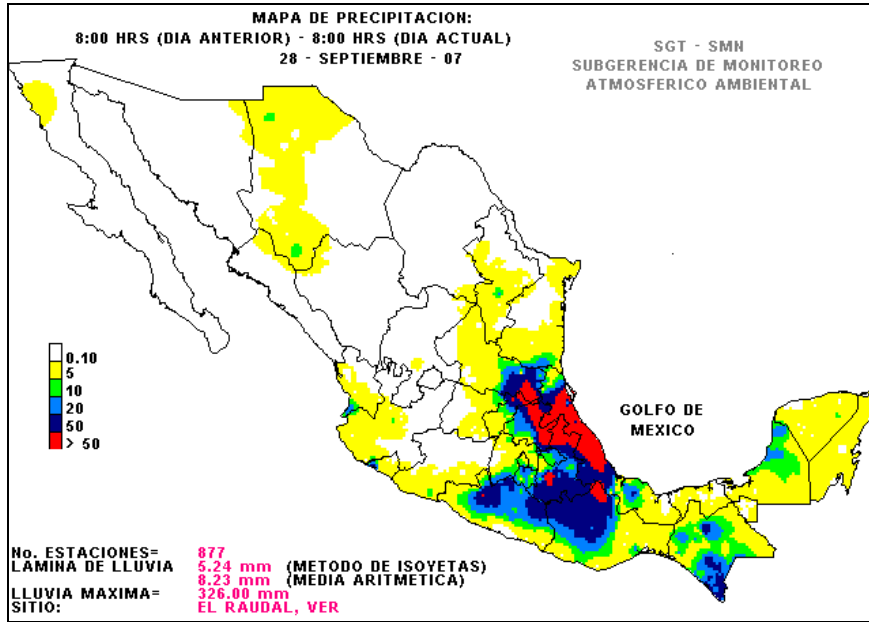 MAPA DE PRECIPITACION:
8:00 HRS (DIA ANTERIOR) - 8:00 HRS (DIA ACTUAL)
28 - SEPTIEMBRE - 07
SGT - SMN
SUBGERENCIA DE MONITOREO
ATMOSFERICO AMBIENTAL
0.10
5
10
20
50
> 50
GOLFO DE
MEXICO
No. ESTACIONES= 877
LAMINA DE LLUVIA 5.24 mm (METODO DE ISOYETAS)
8.23 mm (MEDIA ARITMETICA)
LLUVIA MAXIMA= 326.00 mm
SITIO: EL RAUDAL, VER